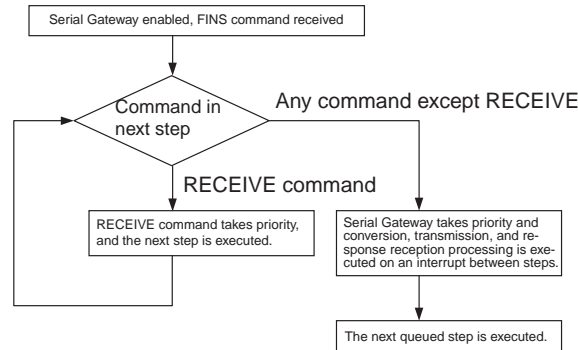 Serial Gateway enabled, FINS command received
Command in
next step
Any command except RECEIVE
RECEIVE command
RECEIVE command takes priority,
and the next step is executed.
Serial Gateway takes priority and
conversion, transmission, and re-
sponse reception processing is exe-
cuted on an interrupt between steps.
The next queued step is executed.